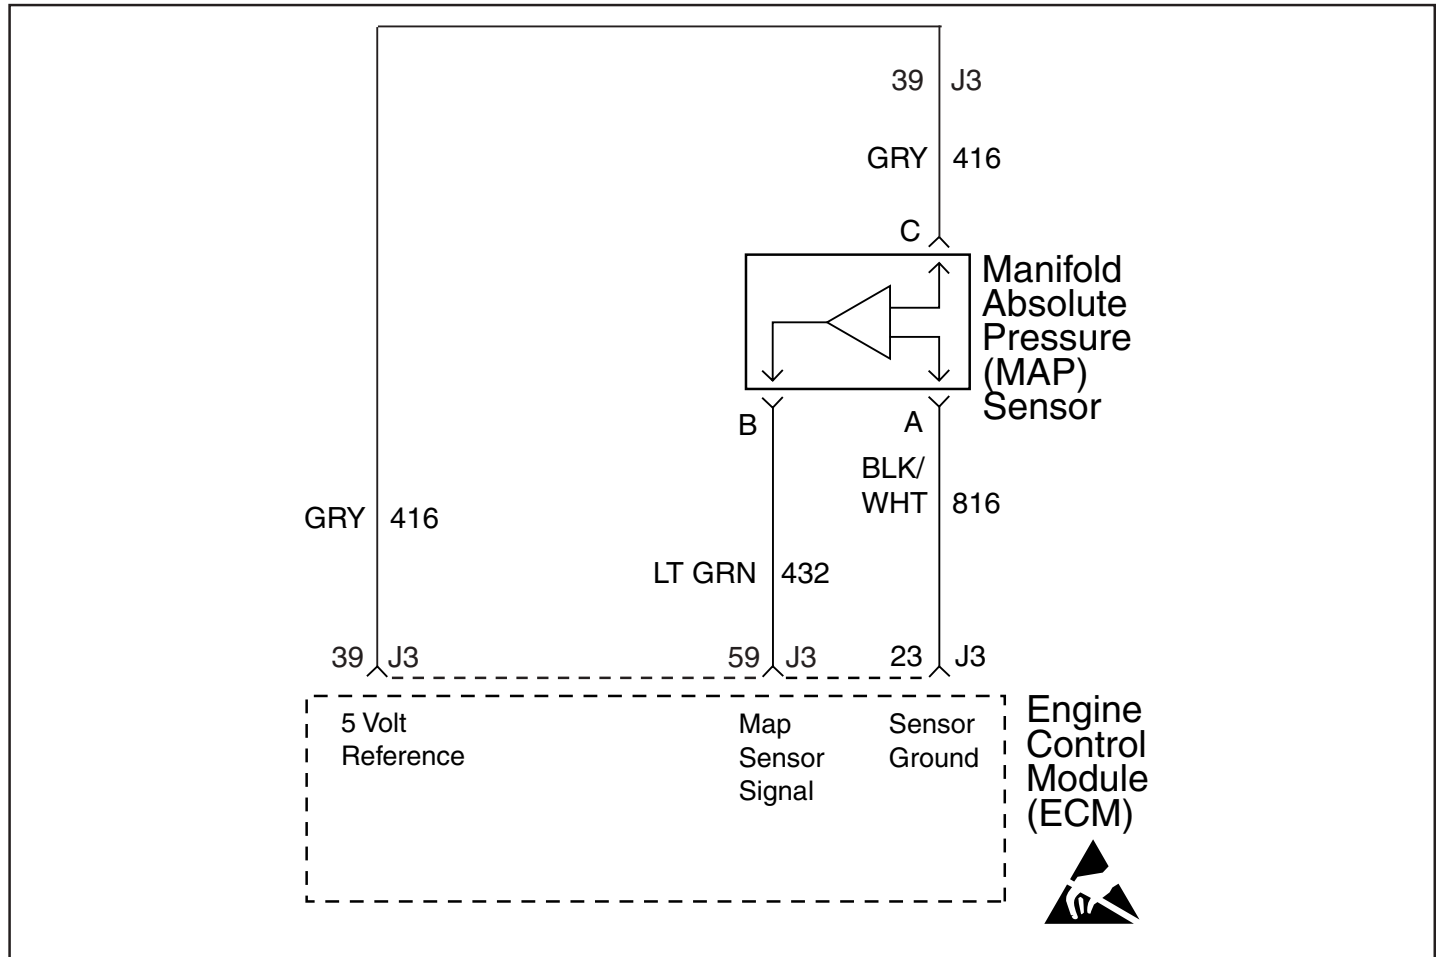 39 J3
GRY 416
C
Manifold
Absolute
Pressure
(MAP)
Sensor
B
A
BLK/
WHT 816
GRY 416
LT GRN 432
39 J3
59 J3
23 J3
5 Volt
Reference
Map
Sensor
Signal
Sensor
Ground
Engine
Control
Module
(ECM)